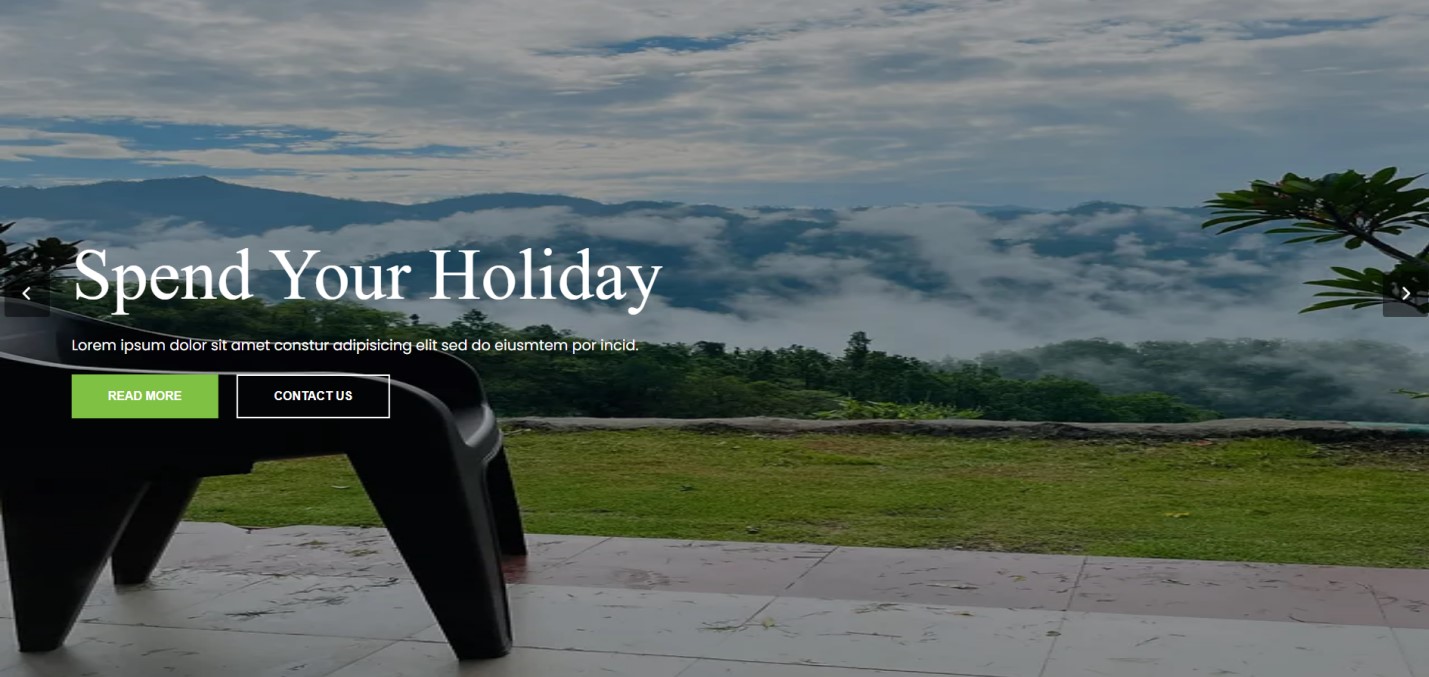 Spend Your Holiday
Lorem ipsum dolor sit amet constur adipisicing elit sed do eiusmtem por incid.
READ MORE
CONTACT US